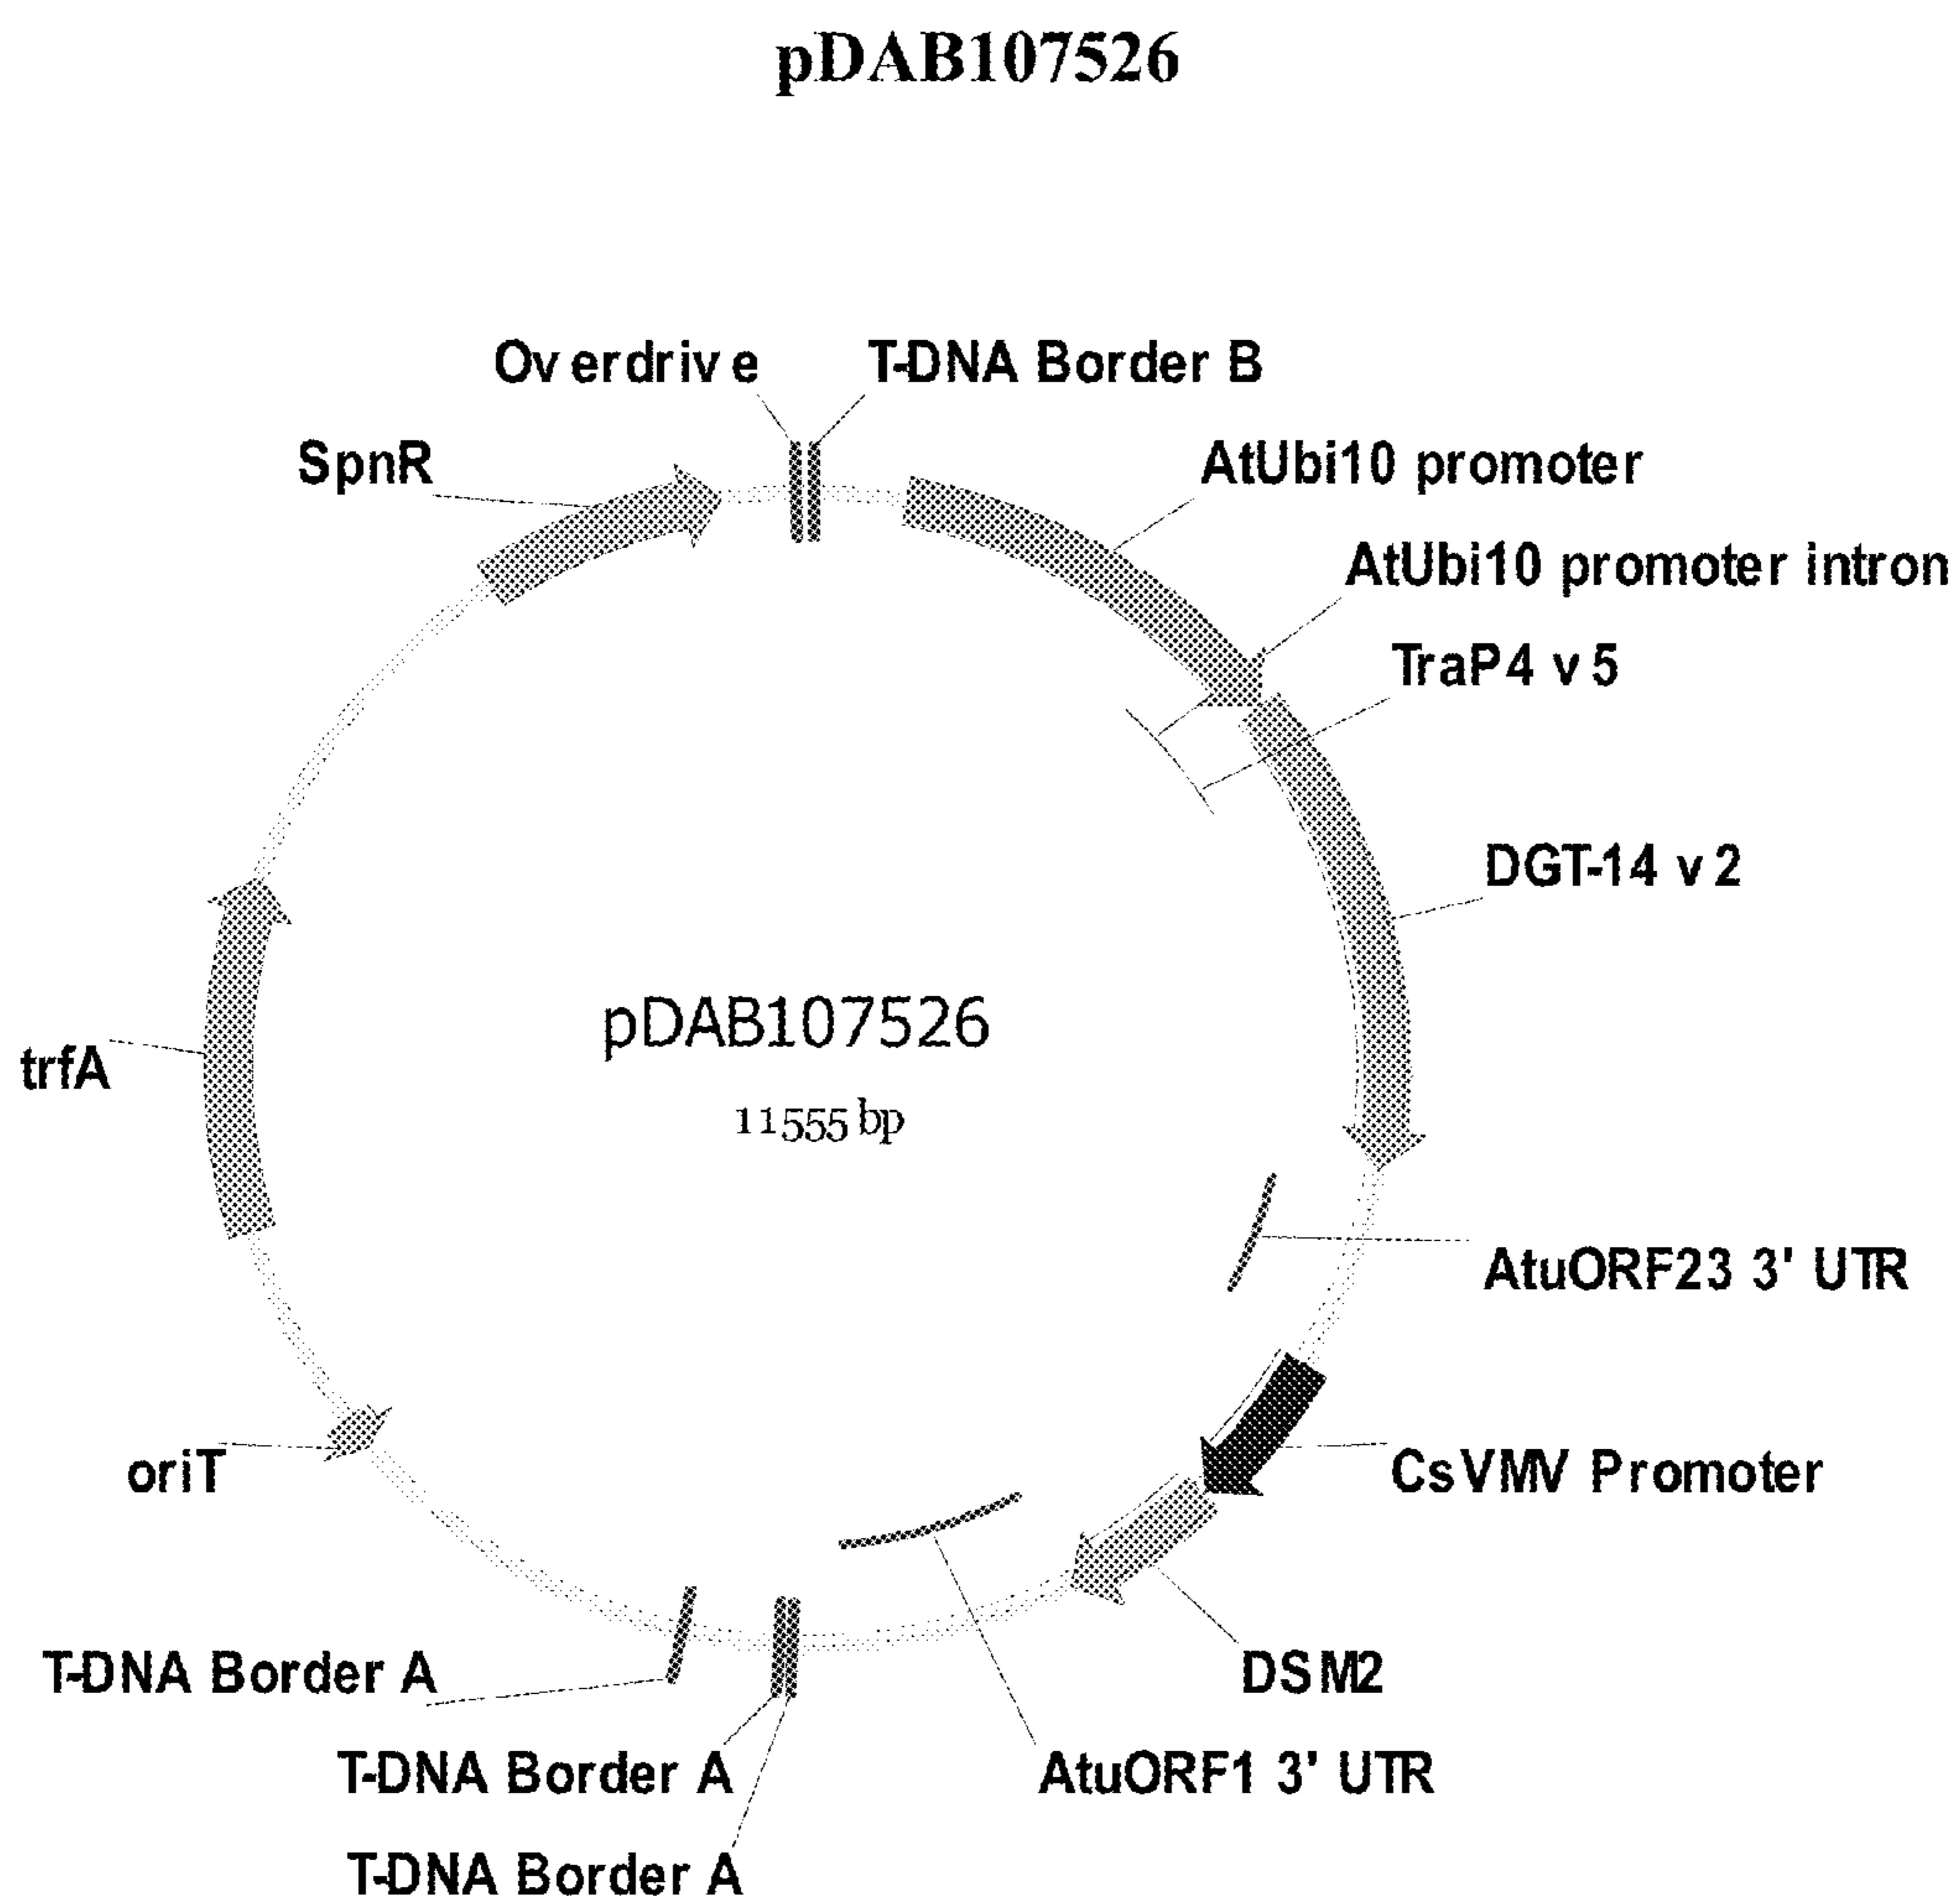 pDAB107526
Overdrive
T-DNA Border B
SpnR
AtUbi10 promoter
AtUbi10 promoter intron
TraP4 v5
DGT-14 v2
pDAB107526
11555 bp
trfA
AtuORF23 3' UTR
oriT
CsVMV Promoter
T-DNA Border A
DSM2
T-DNA Border A
AtuORF1 3' UTR
T-DNA Border A